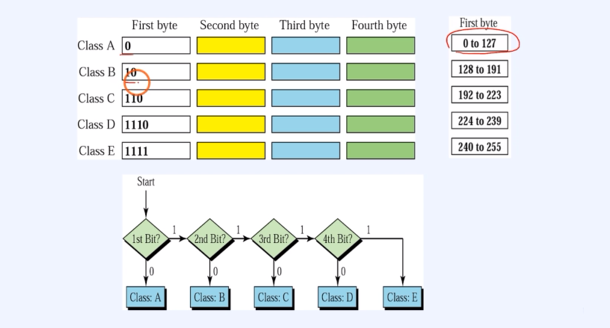 First byte Second byte Third byte Fourth byte First byte
Class A 0 0 to 127
Class B 10 128 to 191
Class C 110 192 to 223
Class D 1110 224 to 239
Class E 1111 240 to 255
Start
1st Bit? 1 2nd Bit? 1 3rd Bit? 1 4th Bit? 1
0 0 0 0
Class: A Class: B Class: C Class: D Class: E